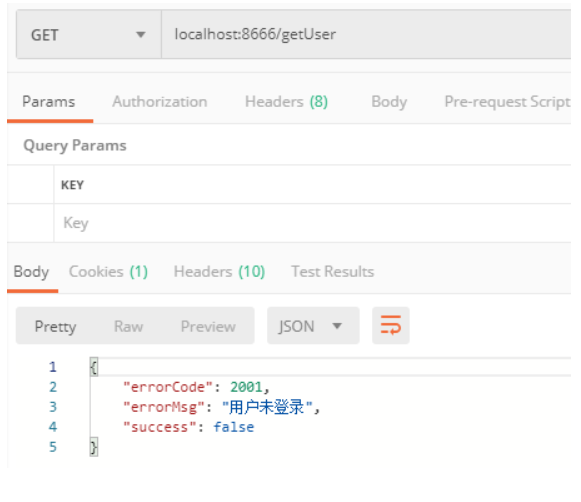 GET localhost:8666/getUser
Params Authorization Headers (8) Body Pre-request Script
Query Params
KEY
Key
Body Cookies (1) Headers (10) Test Results
Pretty Raw Preview JSON
1 {
2 "errorCode": 2001,
3 "errorMsg": "用户未登录",
4 "success": false
5 }